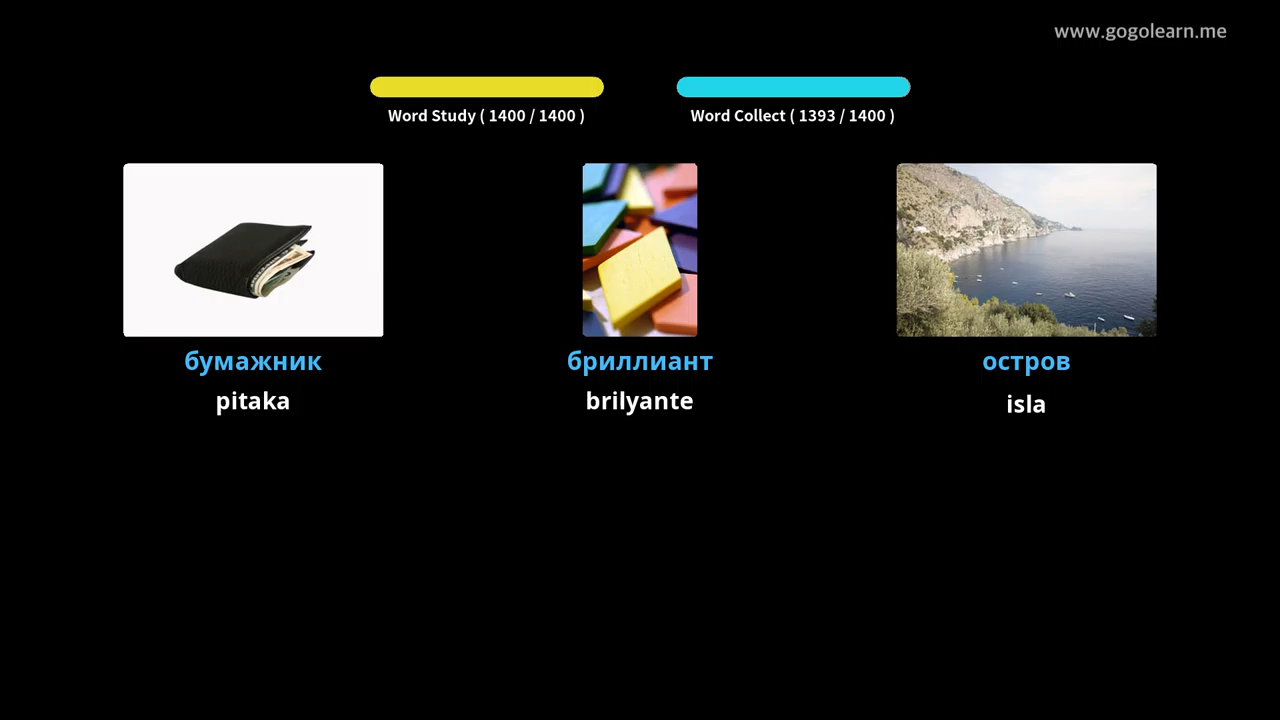 www.gogolearn.me
Word Study ( 1400 / 1400 )
Word Collect ( 1393 / 1400 )
бумажник
бриллиант
остров
pitaka
brilyante
isla